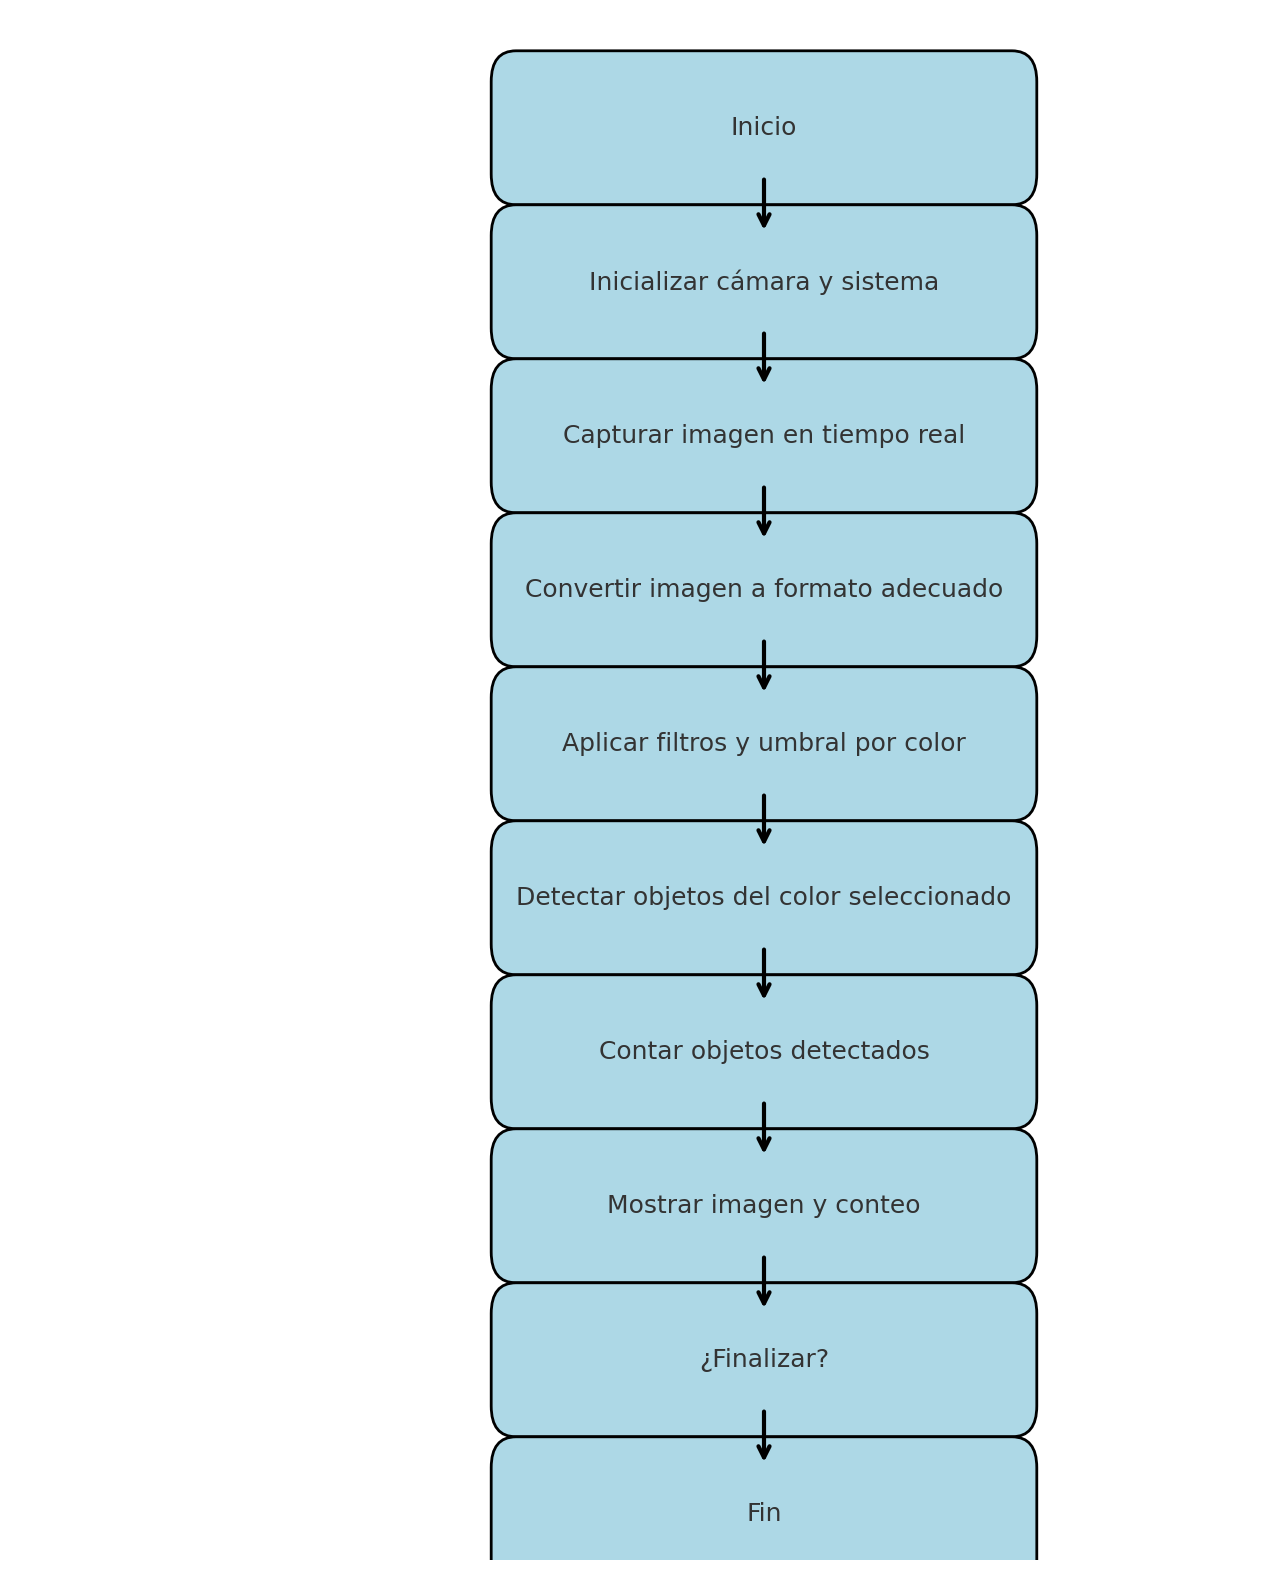 Inicio
Inicializar cámara y sistema
Capturar imagen en tiempo real
Convertir imagen a formato adecuado
Aplicar filtros y umbral por color
Detectar objetos del color seleccionado
Contar objetos detectados
Mostrar imagen y conteo
¿Finalizar?
Fin